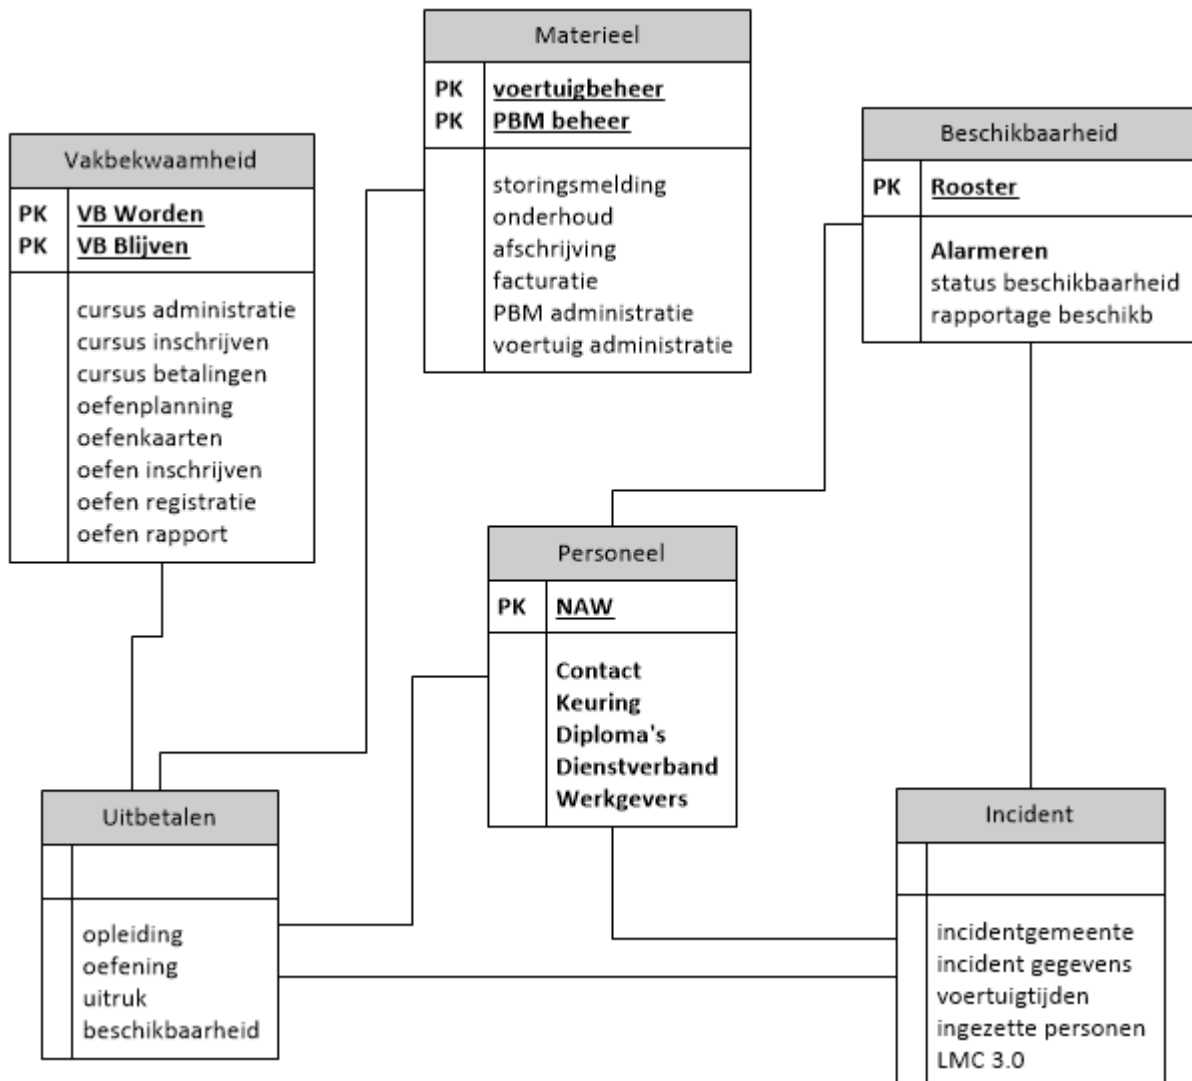 Materieel
PK voertuigbeheer
PK PBM beheer
storingsmelding
onderhoud
afschrijving
facturatie
PBM administratie
voertuig administratie
Beschikbaarheid
PK Rooster
Alarmeren
status beschikbaarheid
rapportage beschikb
Vakbekwaamheid
PK VB Worden
PK VB Blijven
cursus administratie
cursus inschrijven
cursus betalingen
oefenplanning
oefenkaarten
oefen inschrijven
oefen registratie
oefen rapport
Personeel
PK NAW
Contact
Keuring
Diploma's
Dienstverband
Werkgevers
Uitbetalen
opleiding
oefening
uitruk
beschikbaarheid
Incident
incidentgemeente
incident gegevens
voertuigtijden
ingezette personen
LMC 3.0